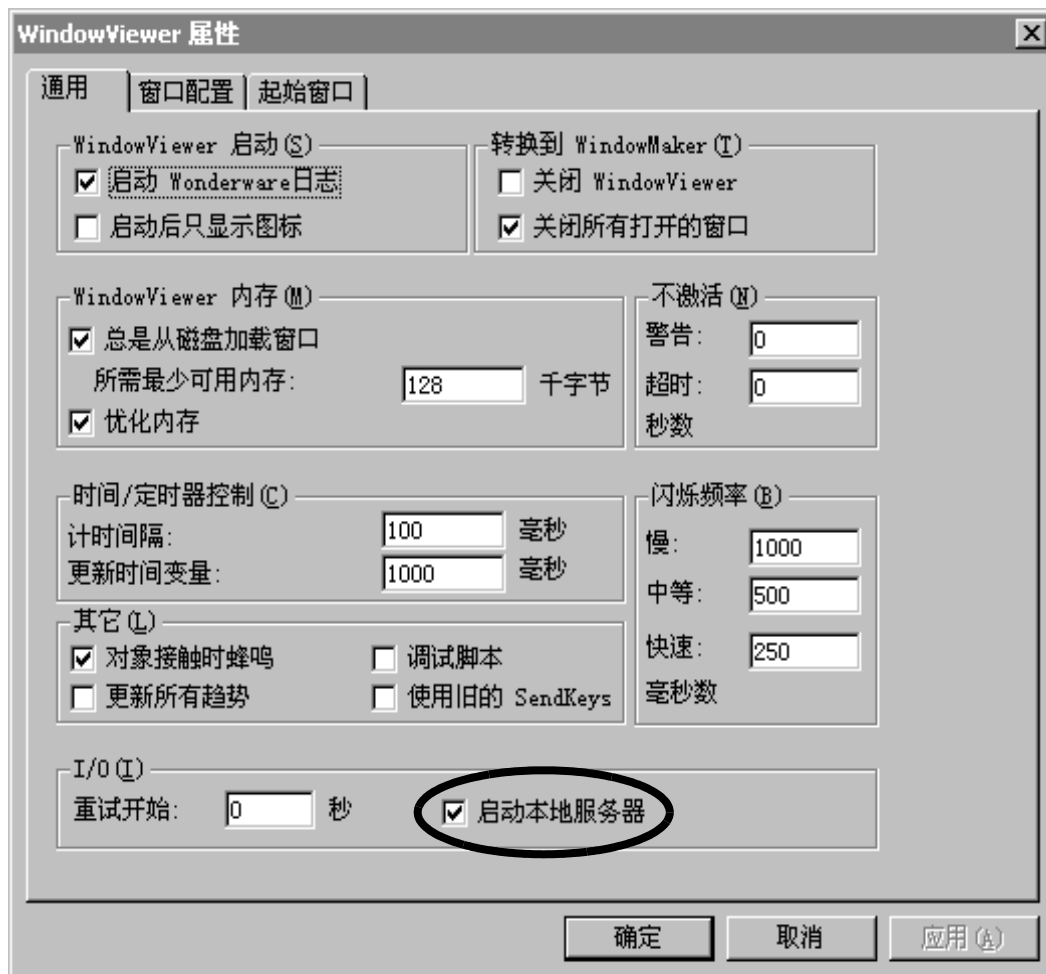 WindowViewer 属性
通用 窗口配置 起始窗口
WindowViewer 启动(S)
启动 Wonderware日志
启动后只显示图标
转换到 WindowMaker(T)
关闭 WindowViewer
关闭所有打开的窗口
WindowViewer 内存(M)
总是从磁盘加载窗口
所需最少可用内存: 128 千字节
优化内存
不激活(N)
警告: 0
超时: 0
秒数
时间/定时器控制(C)
计时间隔: 100 毫秒
更新时间变量: 1000 毫秒
闪烁频率(B)
慢: 1000
中等: 500
快速: 250
毫秒数
其它(L)
对象接触时蜂鸣 调试脚本
更新所有趋势 使用旧的 SendKeys
I/O(I)
重试开始: 0 秒 启动本地服务器
确定 取消 应用(A)